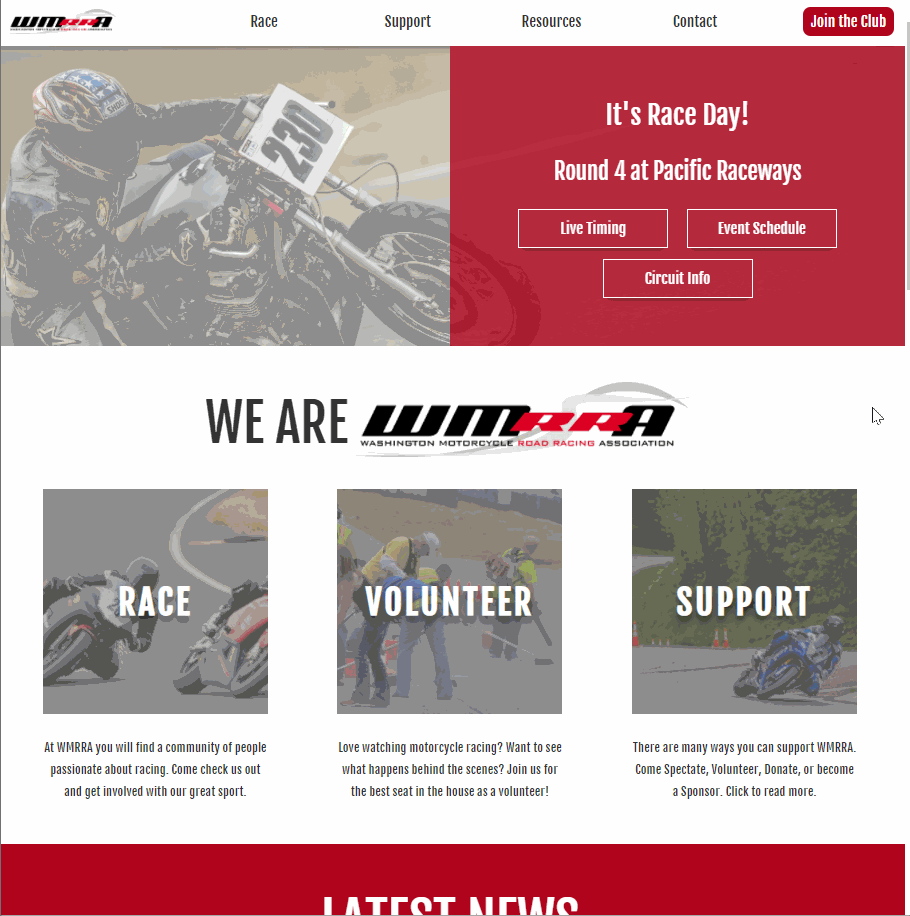 WMRRA
Race
Support
Resources
Contact
Join the Club
230
It's Race Day!
Round 4 at Pacific Raceways
Live Timing
Event Schedule
Circuit Info
WE ARE WMRRA
WASHINGTON MOTORCYCLE ROAD RACING ASSOCIATION
RACE
VOLUNTEER
SUPPORT
At WMRRA you will find a community of people
passionate about racing. Come check us out
and get involved with our great sport.
Love watching motorcycle racing? Want to see
what happens behind the scenes? Join us for
the best seat in the house as a volunteer!
There are many ways you can support WMRRA.
Come Spectate, Volunteer, Donate, or become
a Sponsor. Click to read more.
LATEST NEWS